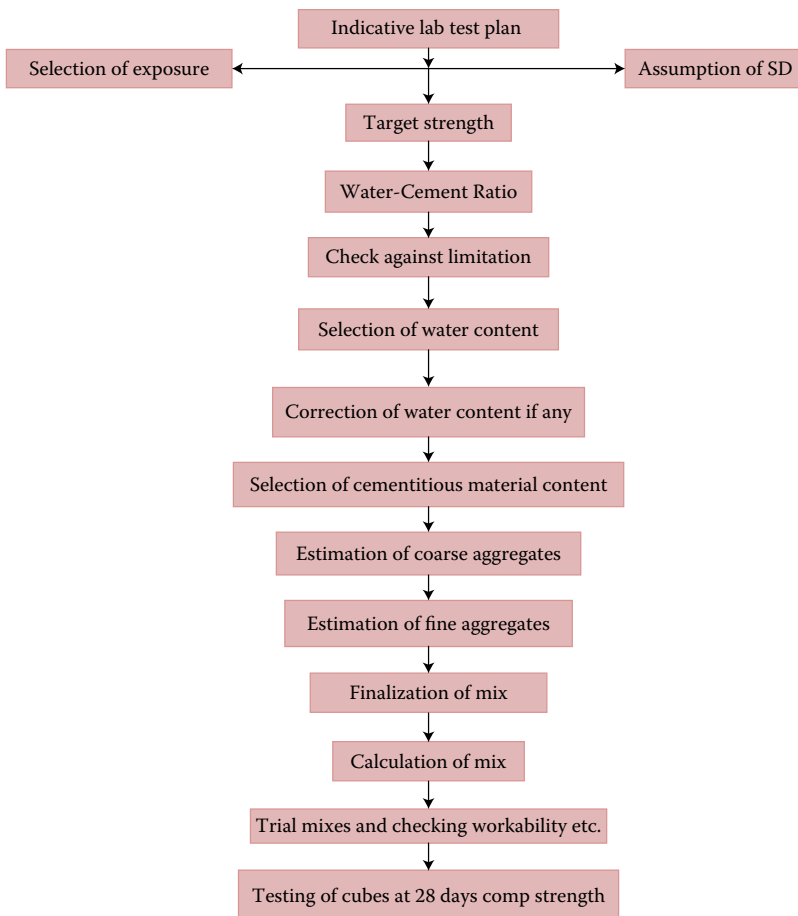 Indicative lab test plan
Selection of exposure
Assumption of SD
Target strength
Water-Cement Ratio
Check against limitation
Selection of water content
Correction of water content if any
Selection of cementitious material content
Estimation of coarse aggregates
Estimation of fine aggregates
Finalization of mix
Calculation of mix
Trial mixes and checking workability etc.
Testing of cubes at 28 days comp strength